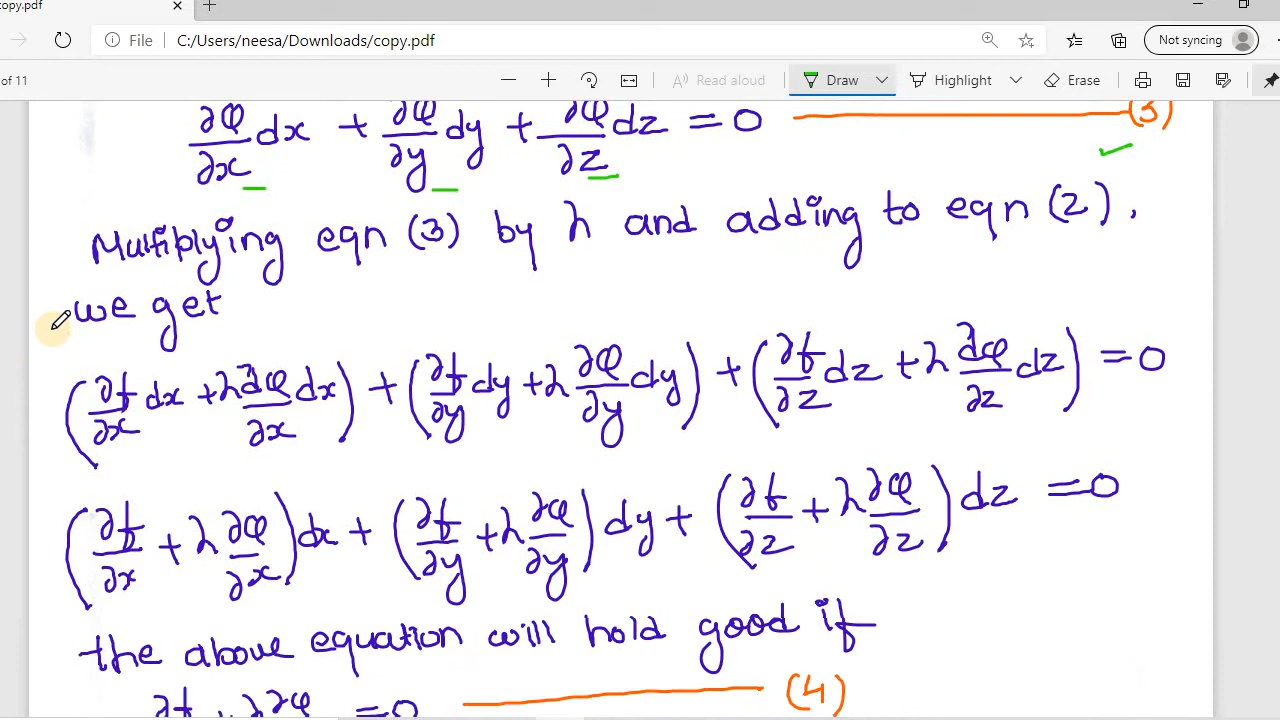 copy.pdf
File C:/Users/neesa/Downloads/copy.pdf Not syncing
of 11 Read aloud Draw Highlight Erase
∂φ/∂x dx + ∂φ/∂y dy + ∂φ/∂z dz = 0 (3)
Multiplying eqn (3) by λ and adding to eqn (2),
we get
(∂f/∂x dx + λ ∂φ/∂x dx) + (∂f/∂y dy + λ ∂φ/∂y dy) + (∂f/∂z dz + λ ∂φ/∂z dz) = 0
(∂f/∂x + λ ∂φ/∂x) dx + (∂f/∂y + λ ∂φ/∂y) dy + (∂f/∂z + λ ∂φ/∂z) dz = 0
the above equation will hold good if
∂f + λ ∂φ = 0 (4)